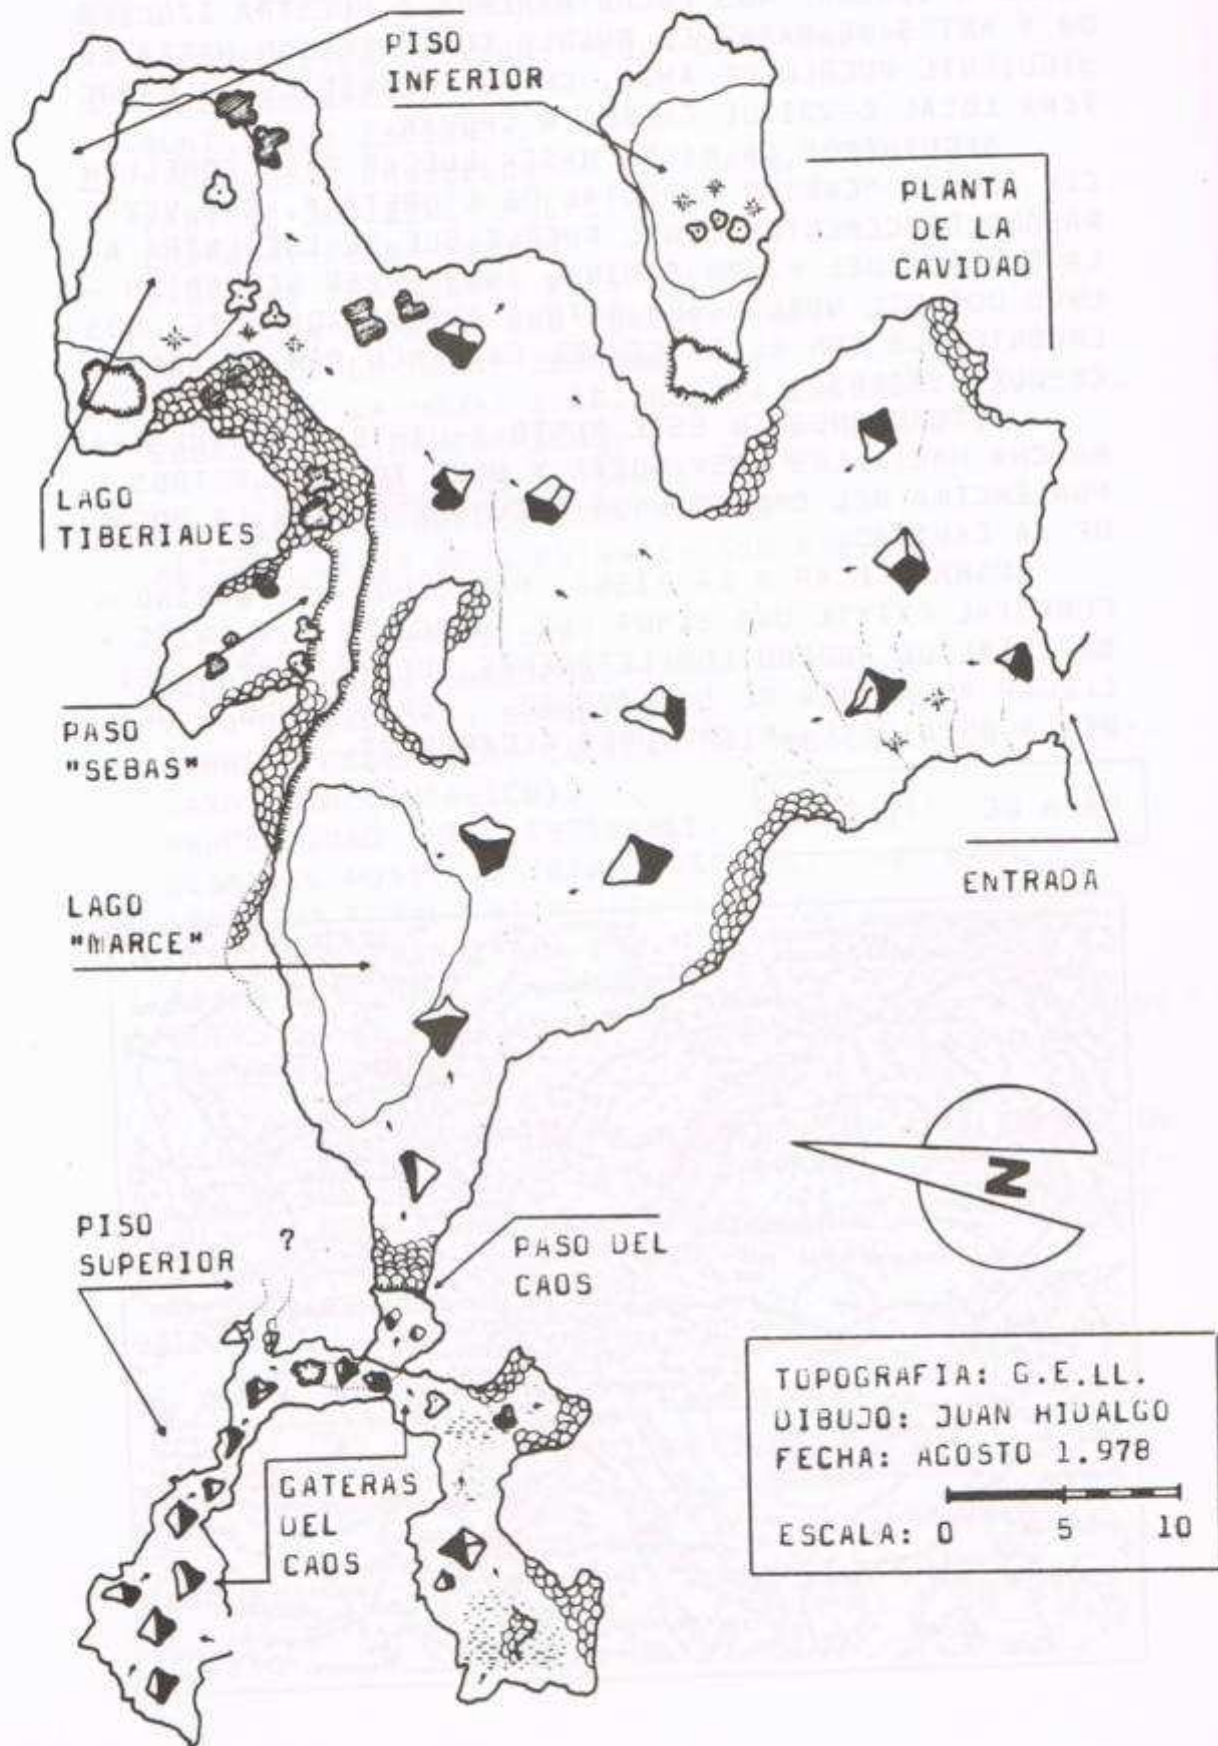 PISO
INFERIOR
PLANTA
DE LA
CAVIDAD
LAGO
TIBERIADES
PASO
"SEBAS"
ENTRADA
LAGO
"MARCE"
N
PISO
SUPERIOR
?
PASO DEL
CAOS
GATERAS
DEL
CAOS
TOPOGRAFIA: G.E.LL.
DIBUJO: JUAN HIDALGO
FECHA: AGOSTO 1.978
ESCALA: 0 5 10